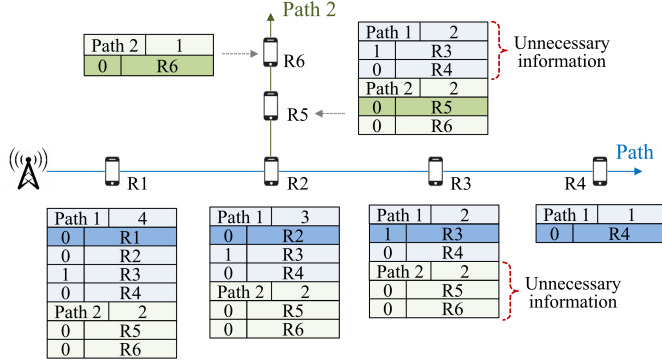 Path 2
Path 2 1
0 R6
R6
Path 1 2
1 R3
0 R4
Path 2 2
0 R5
0 R6
Unnecessary
information
R5
Path
R1
R2
R3
R4
Path 1 4
0 R1
0 R2
1 R3
0 R4
Path 2 2
0 R5
0 R6
Path 1 3
0 R2
1 R3
0 R4
Path 2 2
0 R5
0 R6
Path 1 2
1 R3
0 R4
Path 2 2
0 R5
0 R6
Unnecessary
information
Path 1 1
0 R4